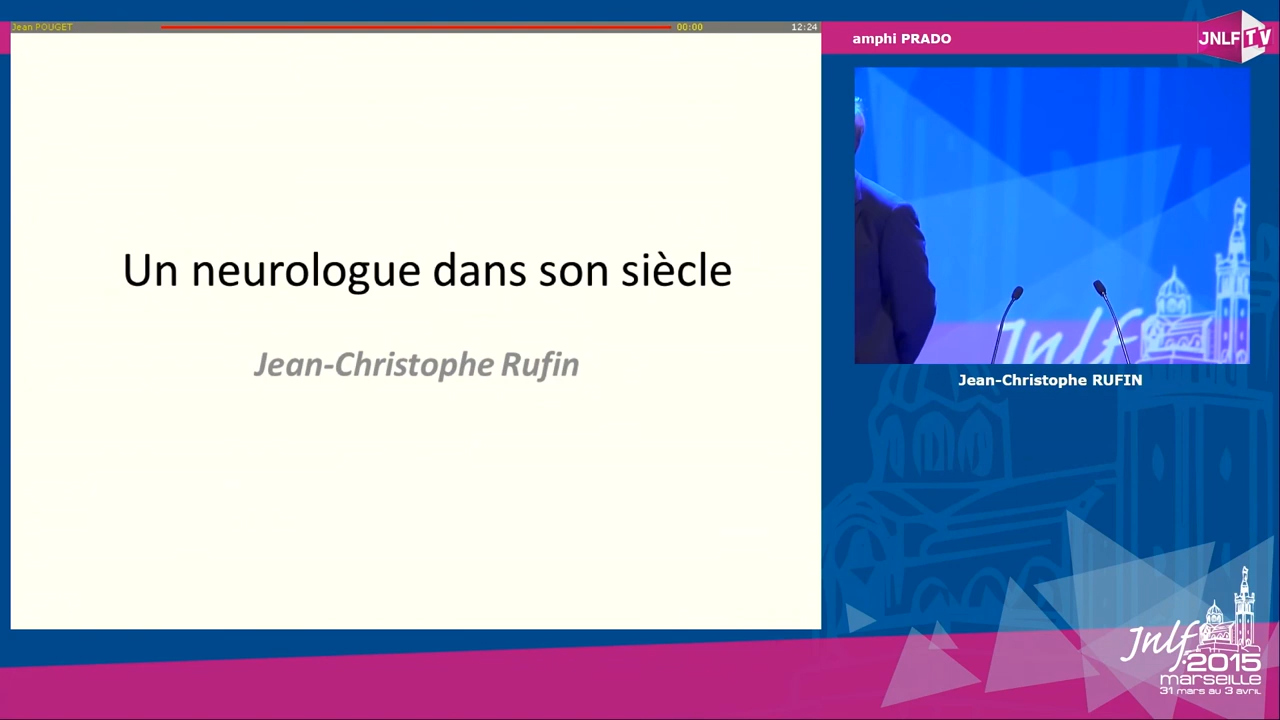 Jean POUGET 00:00 12:24
Un neurologue dans son siècle
Jean-Christophe Rufin
amphi PRADO
JNLF TV
Jnlf
Jean-Christophe RUFIN
Jnlf
2015
marseille
31 mars au 3 avril